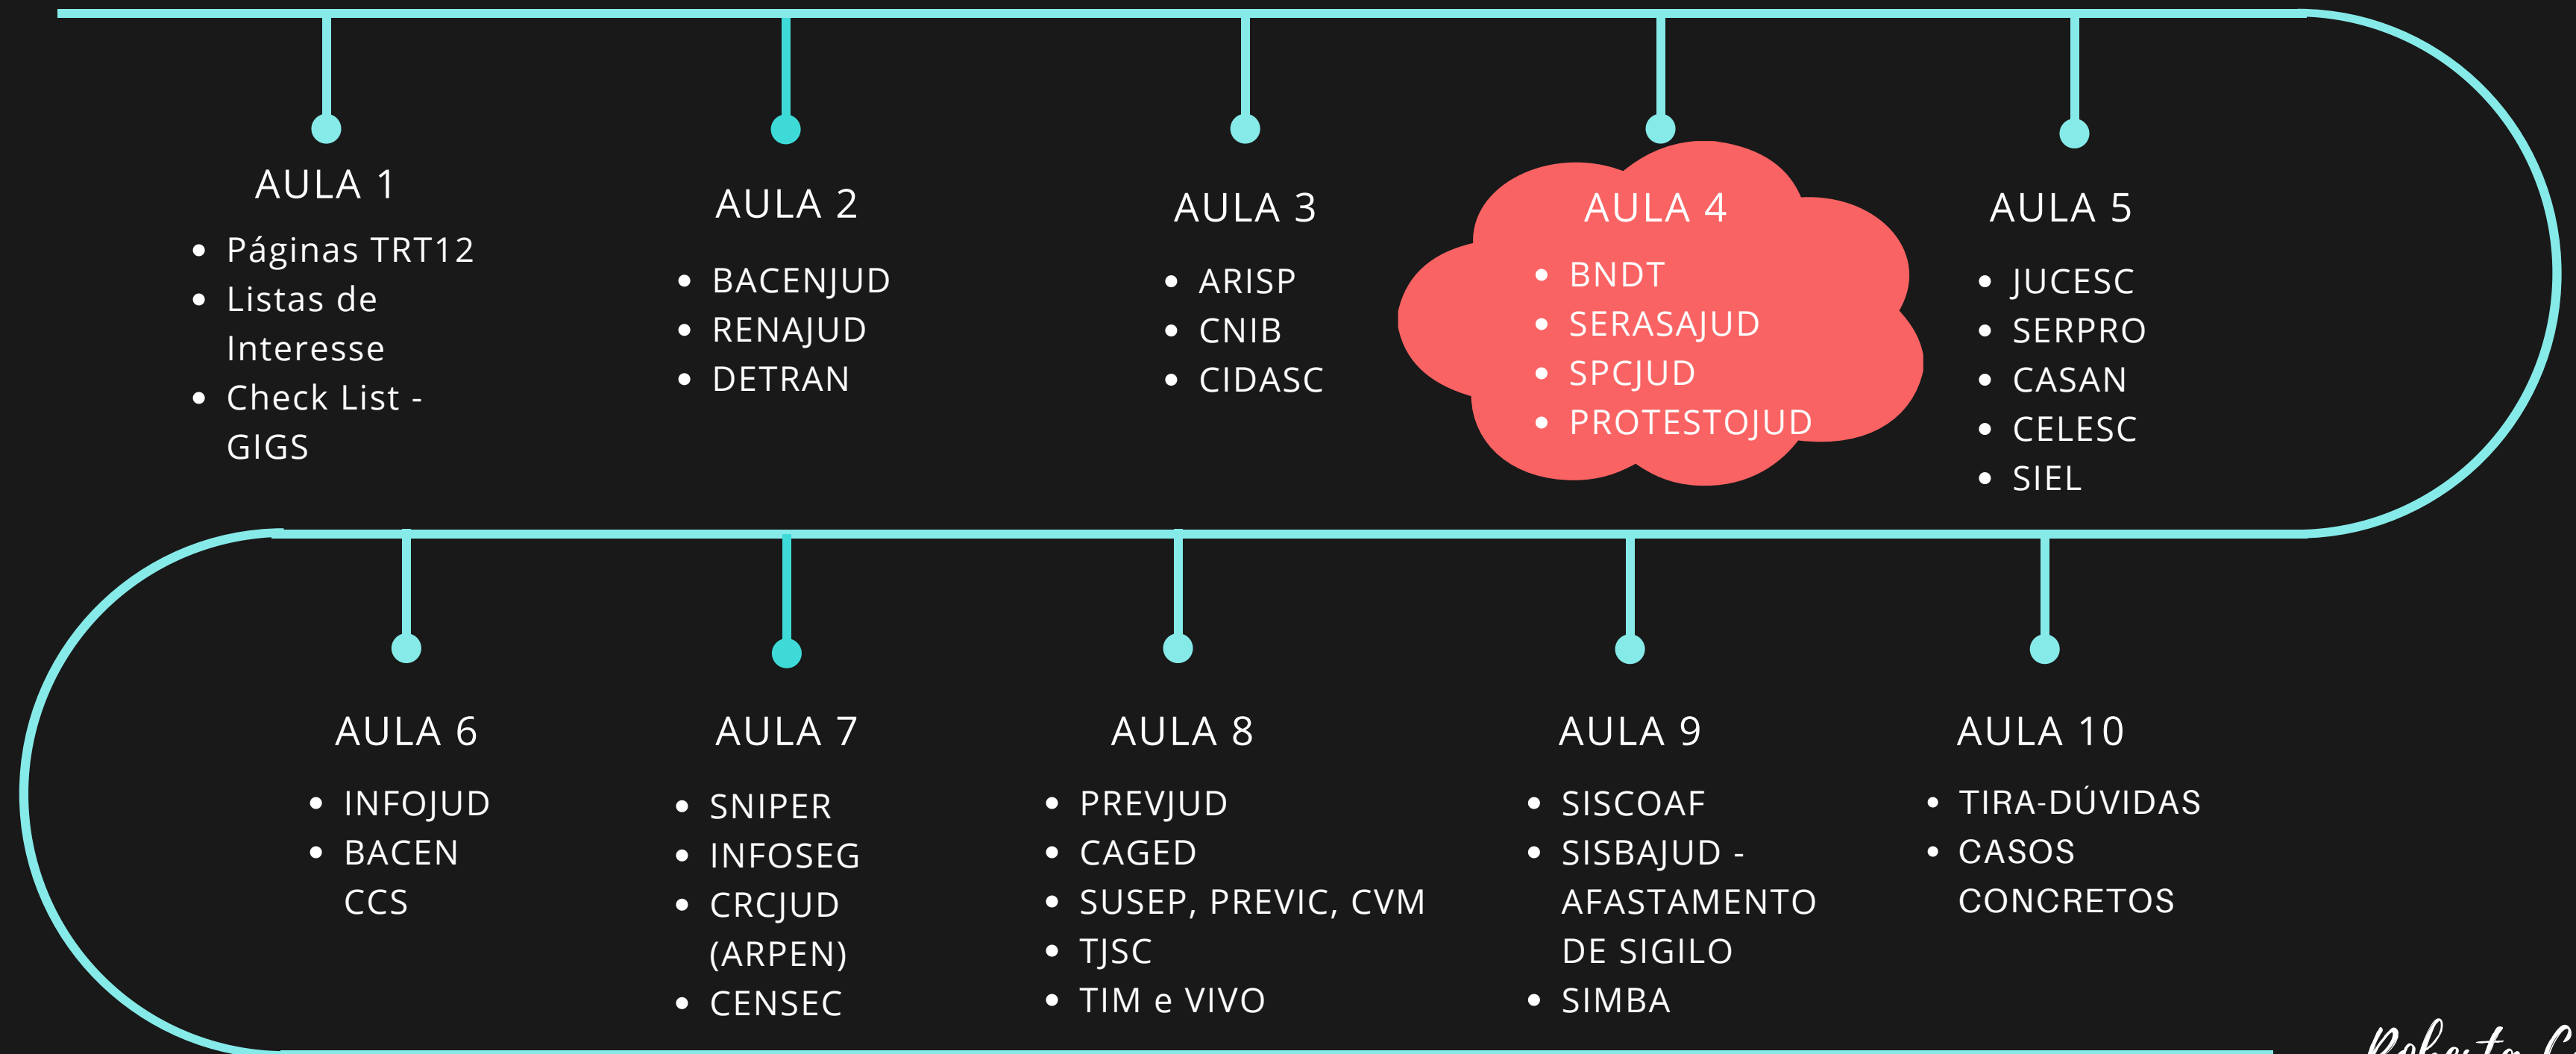 AULA 1
Páginas TRT12
Listas de
Interesse
Check List -
GIGS
AULA 2
BACENJUD
RENAJUD
DETRAN
AULA 3
ARISP
CNIB
CIDASC
AULA 4
BNDT
SERASAJUD
SPCJUD
PROTESTOJUD
AULA 5
JUCESC
SERPRO
CASAN
CELESC
SIEL
AULA 6
INFOJUD
BACEN
CCS
AULA 7
SNIPER
INFOSEG
CRCJUD
(ARPEN)
CENSEC
AULA 8
PREVJUD
CAGED
SUSEP, PREVIC, CVM
TJSC
TIM e VIVO
AULA 9
SISCOAF
SISBAJUD -
AFASTAMENTO
DE SIGILO
SIMBA
AULA 10
TIRA-DÚVIDAS
CASOS
CONCRETOS